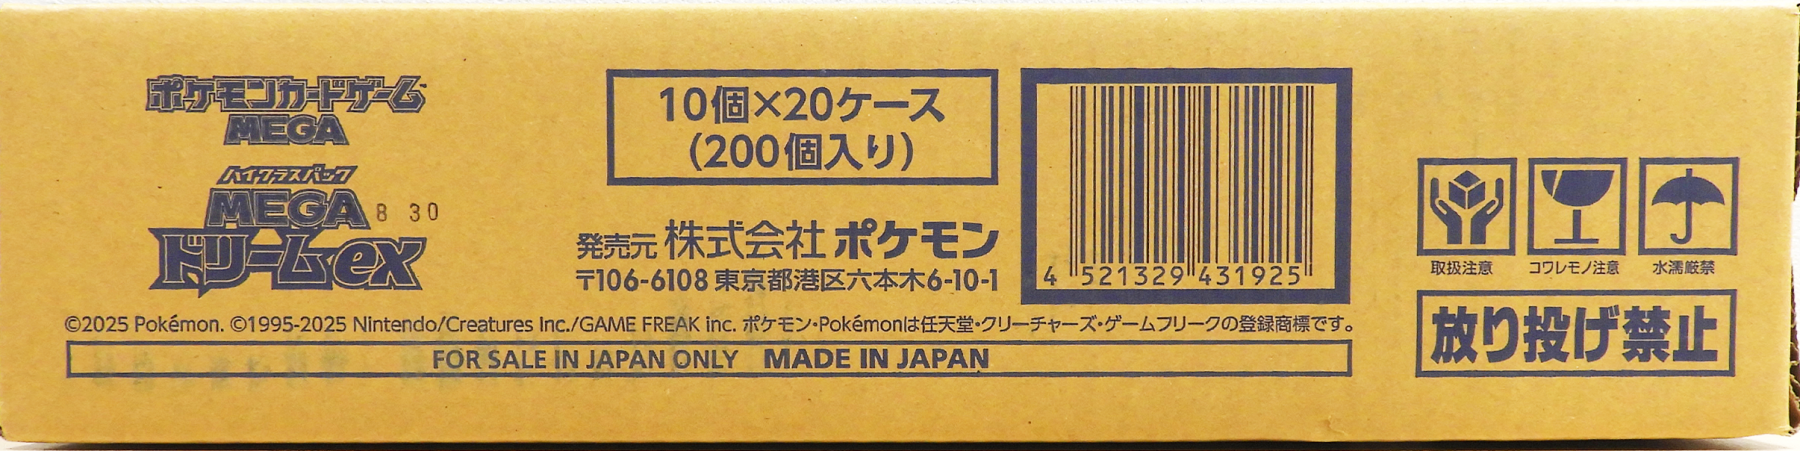 ポケモンカードゲーム
MEGA
ハイクラスパック
MEGA
8 30
ドリームex
10個×20ケース
(200個入り)
発売元 株式会社 ポケモン
〒106-6108 東京都港区六本木6-10-1
4 521329 431925
取扱注意
コワレモノ注意
水濡厳禁
放り投げ禁止
©2025 Pokémon. ©1995-2025 Nintendo/Creatures Inc./GAME FREAK inc. ポケモン・Pokémonは任天堂・クリーチャーズ・ゲームフリークの登録商標です。
FOR SALE IN JAPAN ONLY MADE IN JAPAN